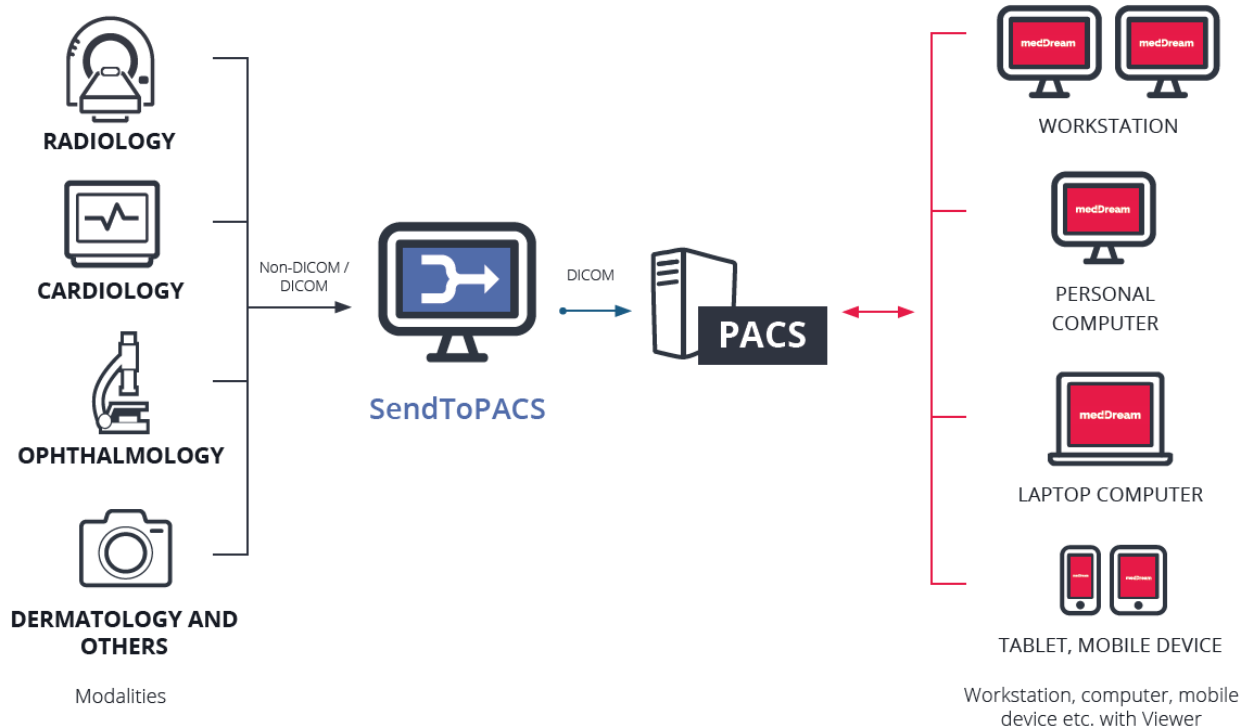 RADIOLOGY
CARDIOLOGY
OPHTHALMOLOGY
DERMATOLOGY AND
OTHERS
Modalities
Non-DICOM /
DICOM
SendToPACS
DICOM
PACS
medDream
medDream
WORKSTATION
medDream
PERSONAL
COMPUTER
medDream
LAPTOP COMPUTER
medDream
medDream
TABLET, MOBILE DEVICE
Workstation, computer, mobile
device etc. with Viewer